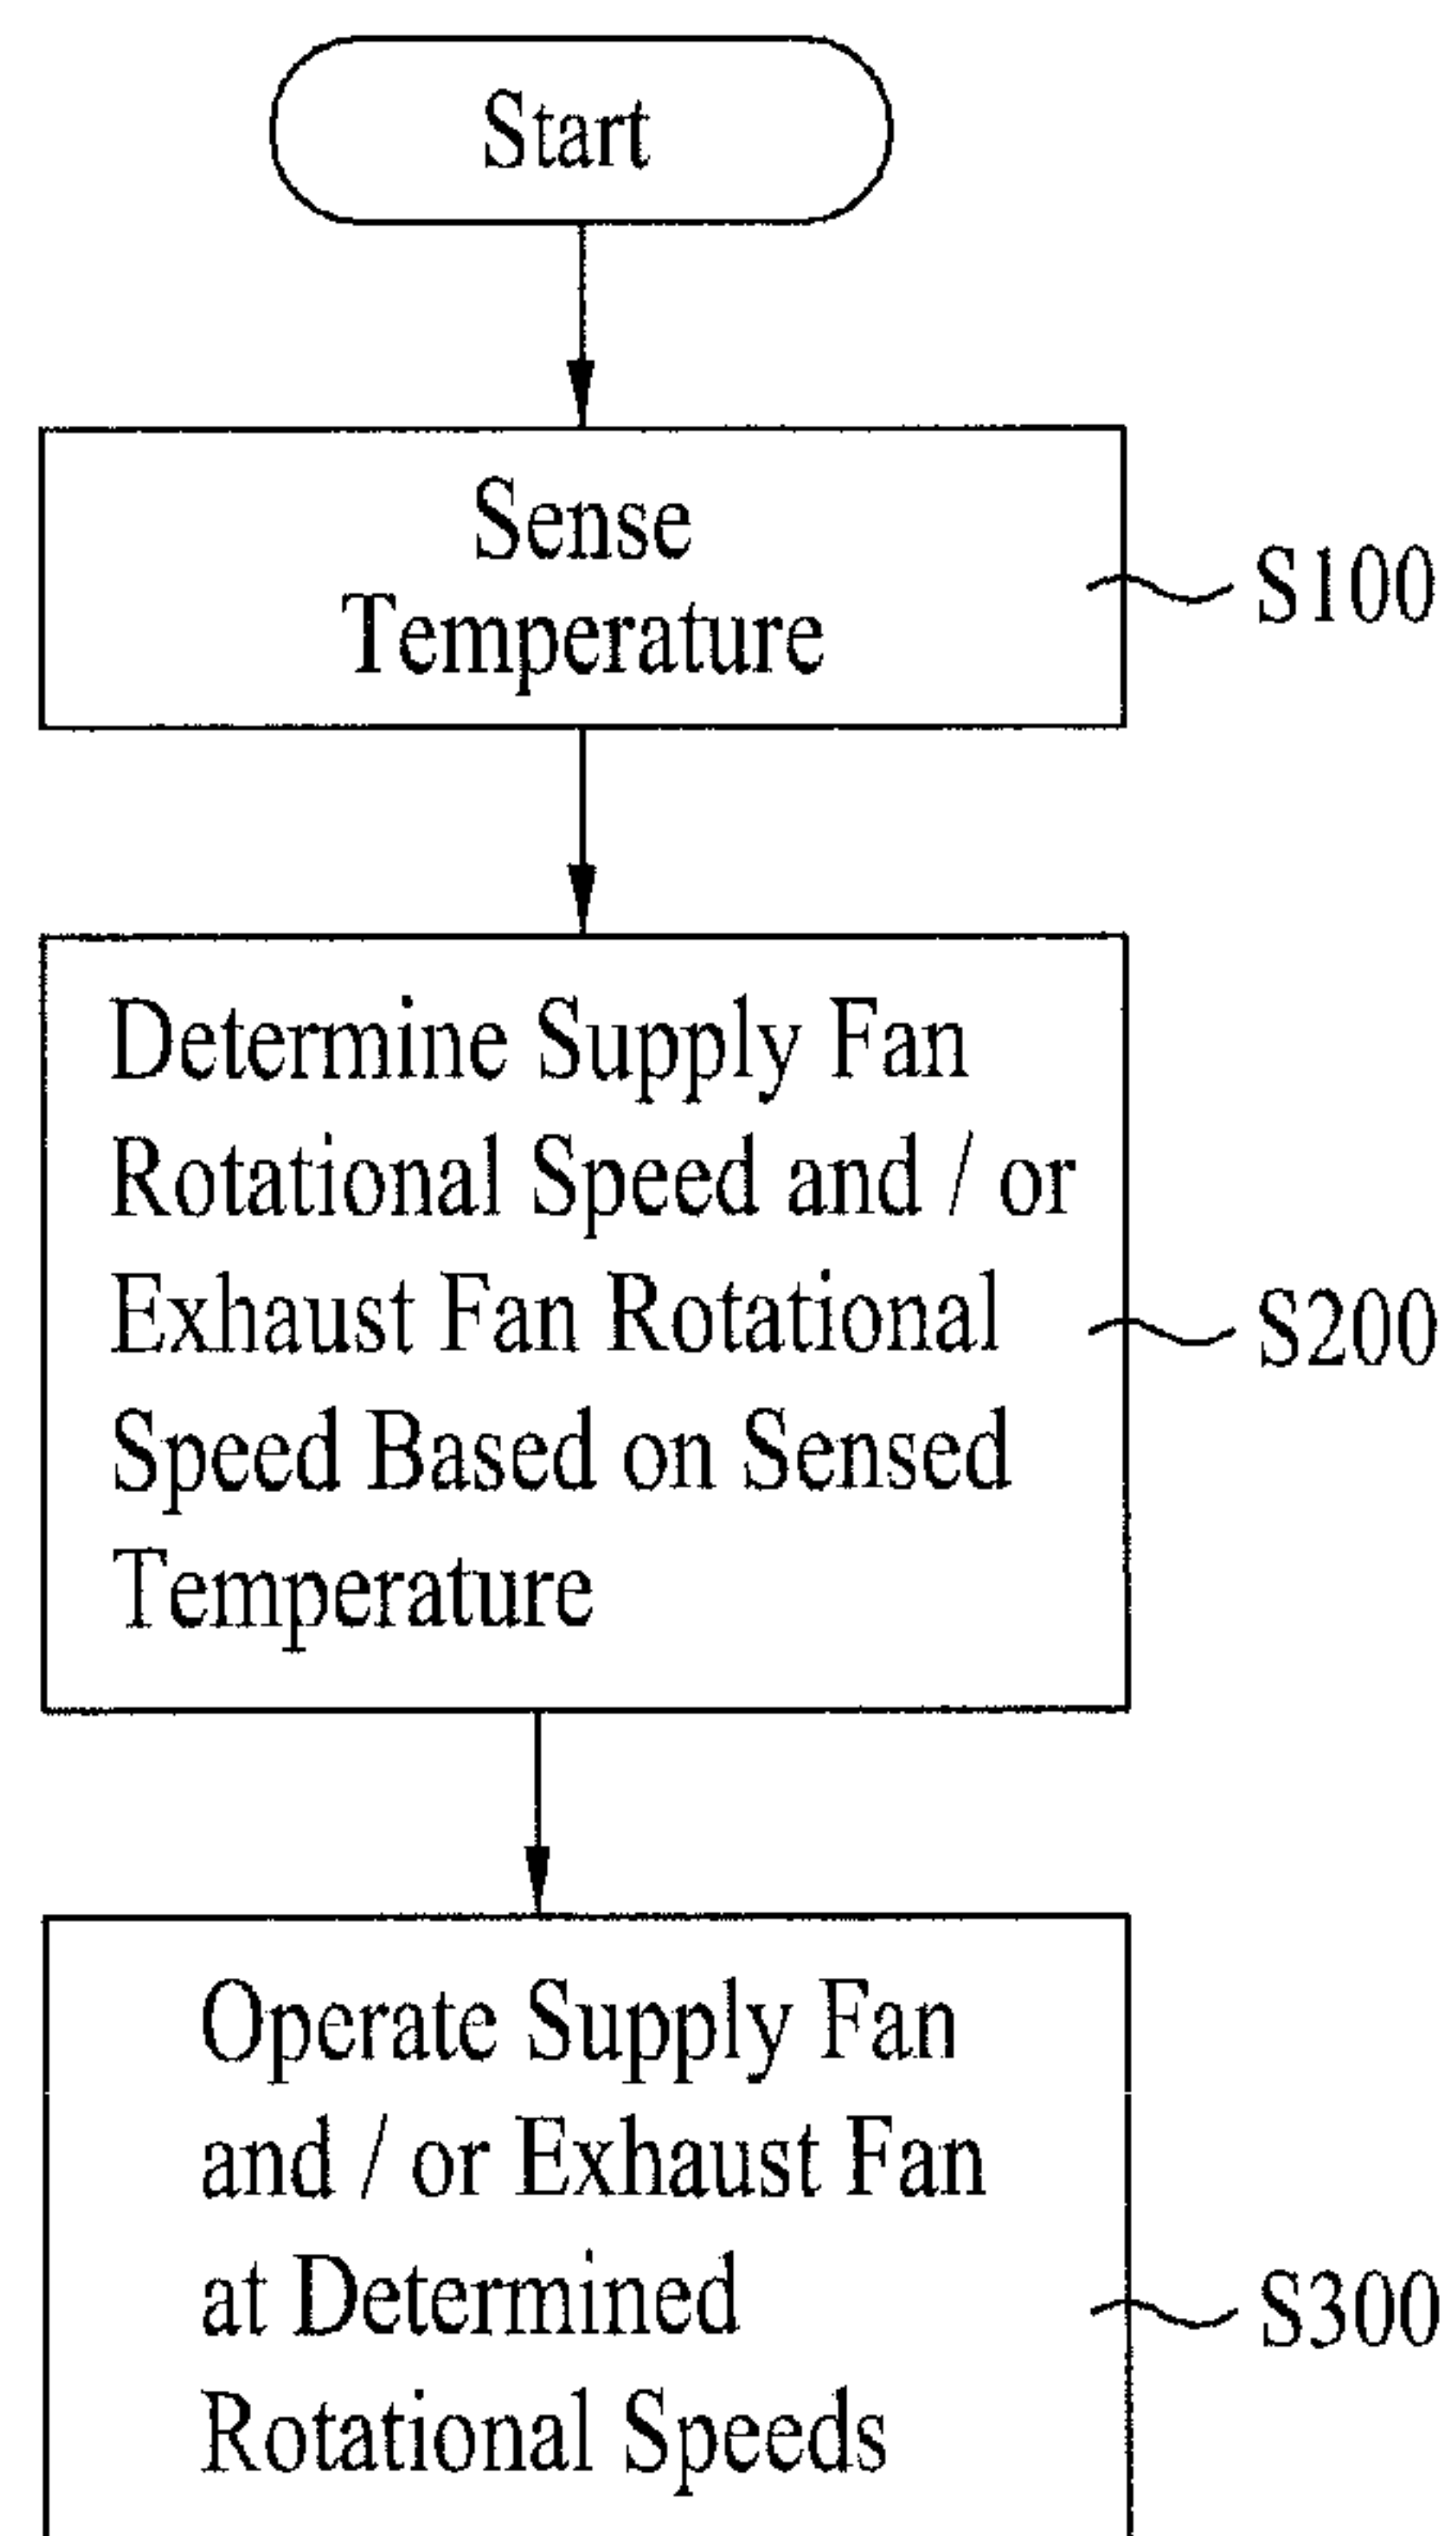 Start
Sense
Temperature
S100
Determine Supply Fan
Rotational Speed and / or
Exhaust Fan Rotational
Speed Based on Sensed
Temperature
S200
Operate Supply Fan
and / or Exhaust Fan
at Determined
Rotational Speeds
S300